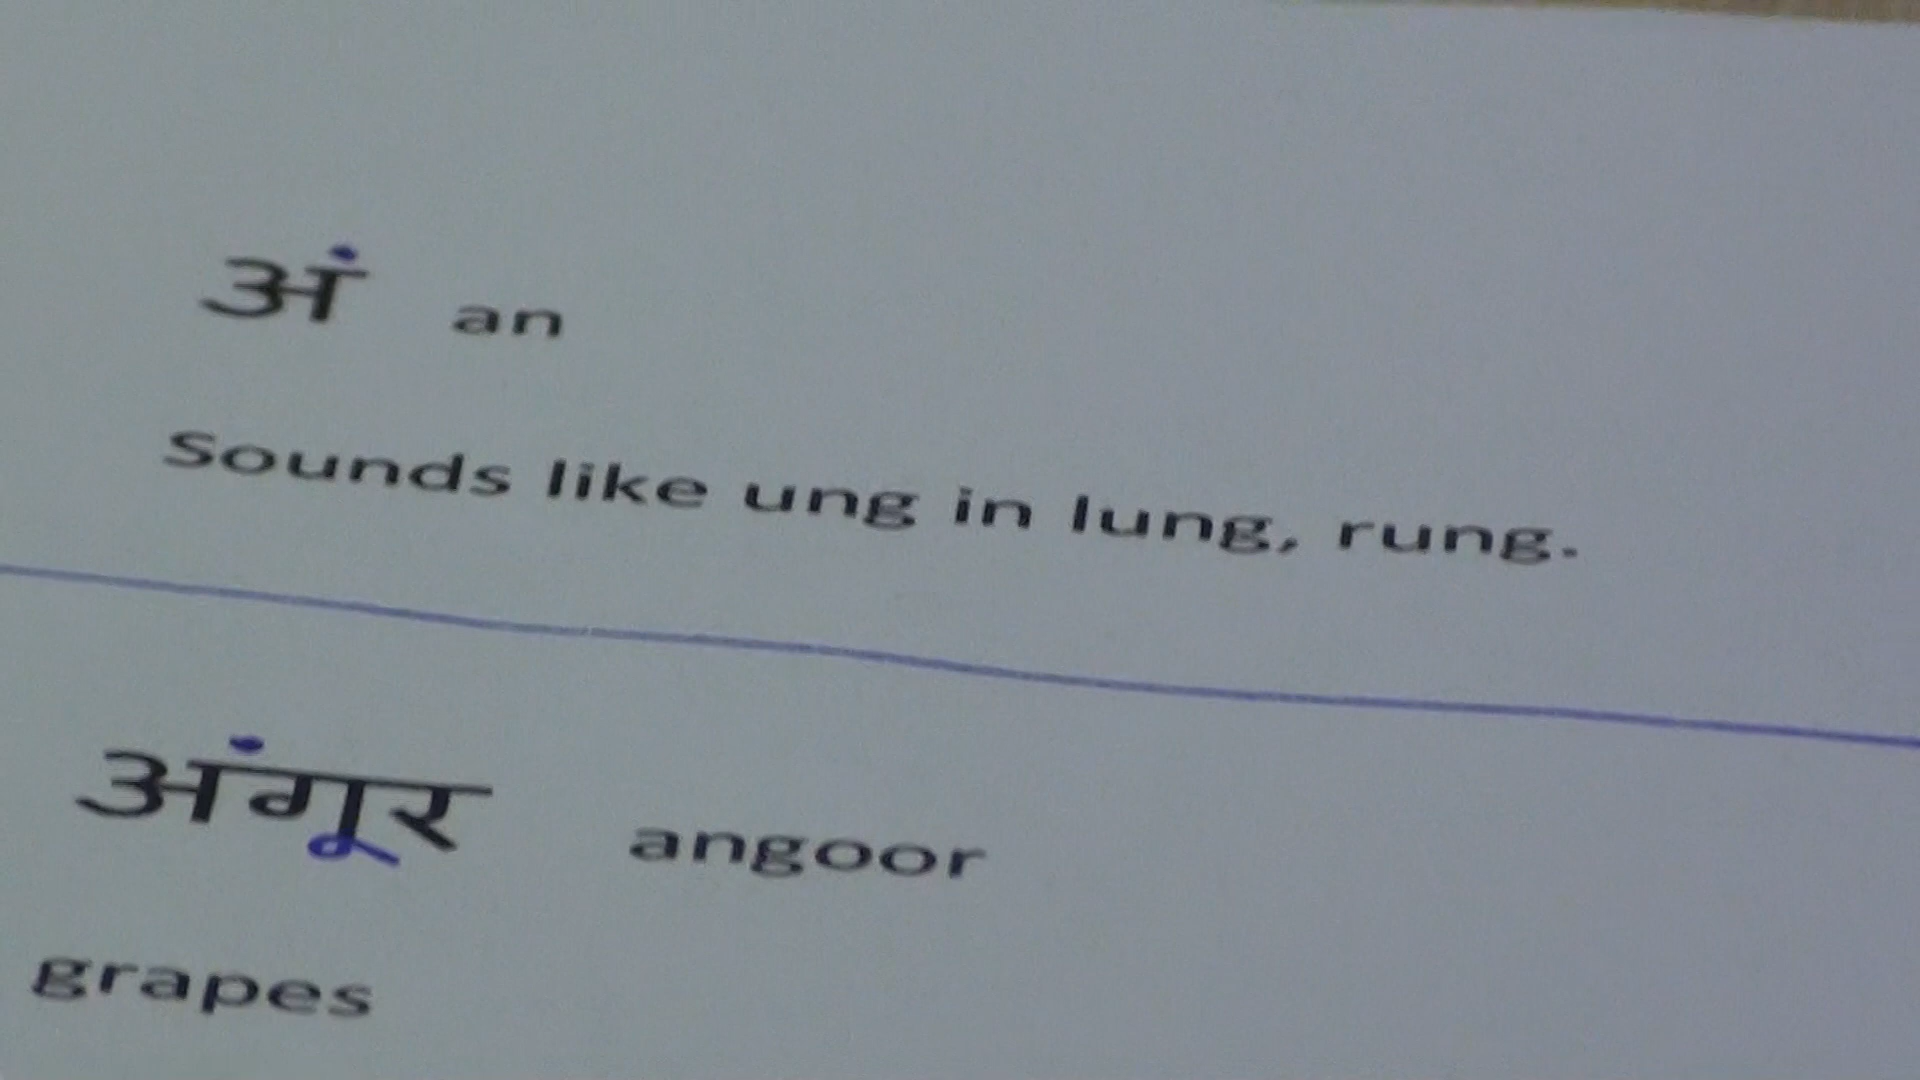 अं an
Sounds like ung in lung, rung.
अंगूर angoor
grapes